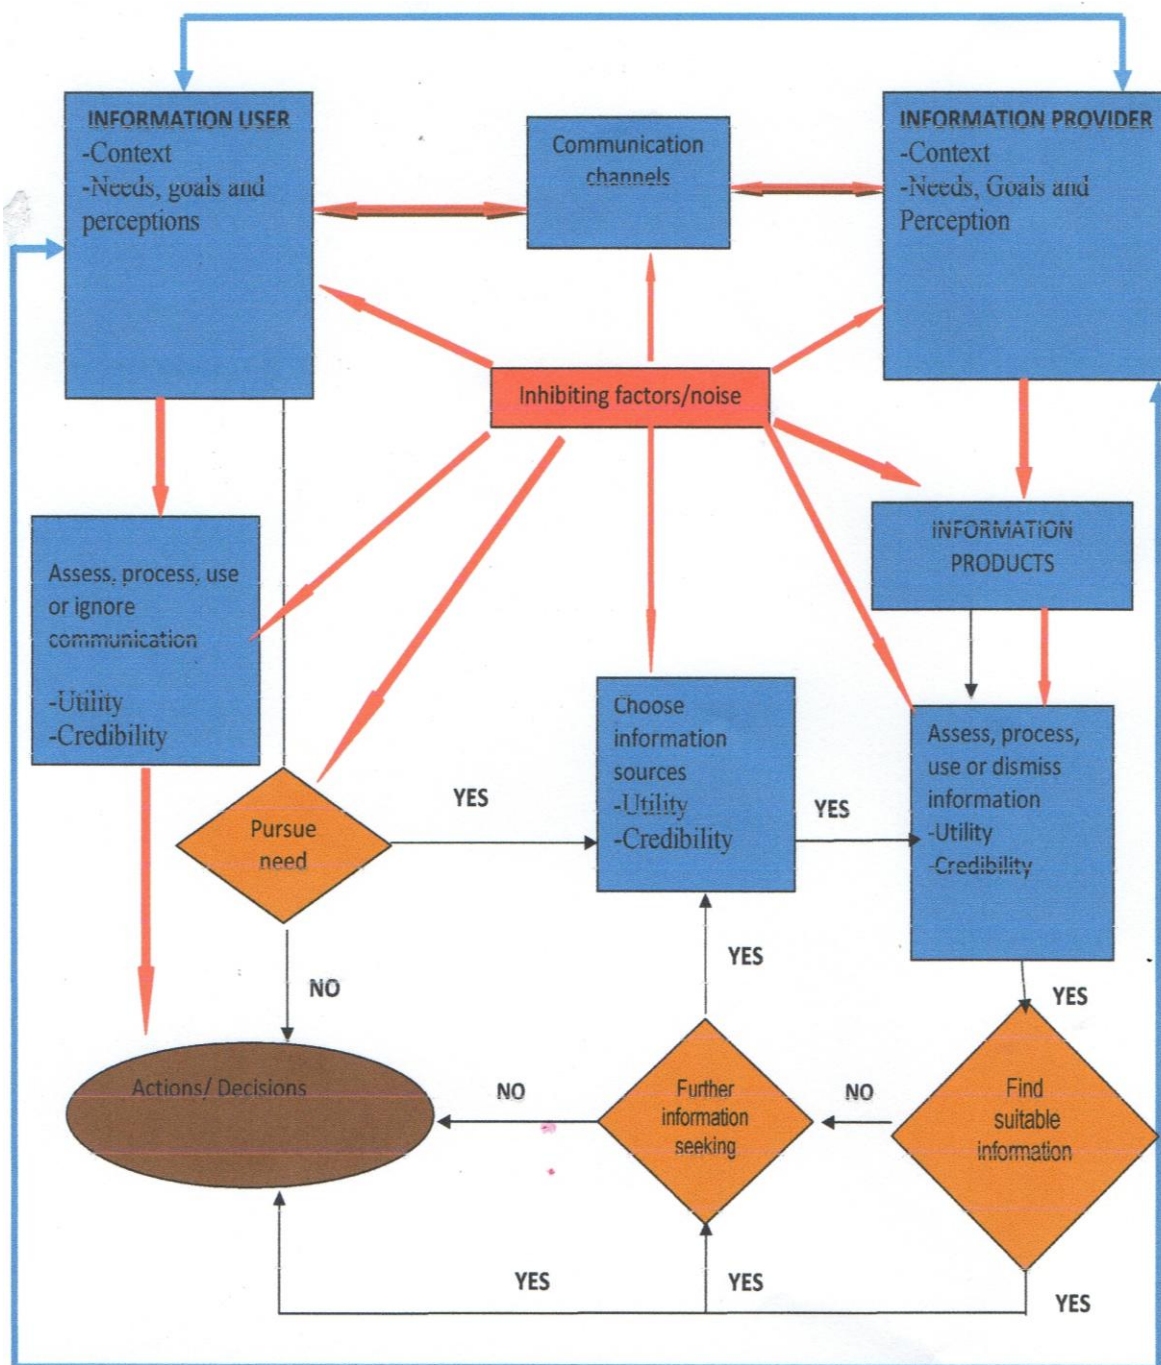 INFORMATION USER
-Context
-Needs, goals and
perceptions
Communication
channels
INFORMATION PROVIDER
-Context
-Needs, Goals and
Perception
Inhibiting factors/noise
INFORMATION
PRODUCTS
Assess, process, use
or ignore
communication
-Utility
-Credibility
Choose
information
sources
-Utility
-Credibility
Assess, process,
use or dismiss
information
-Utility
-Credibility
YES
YES
Pursue
need
NO
YES
YES
Actions/ Decisions
NO
Further
information
seeking
NO
Find
suitable
information
YES
YES
YES